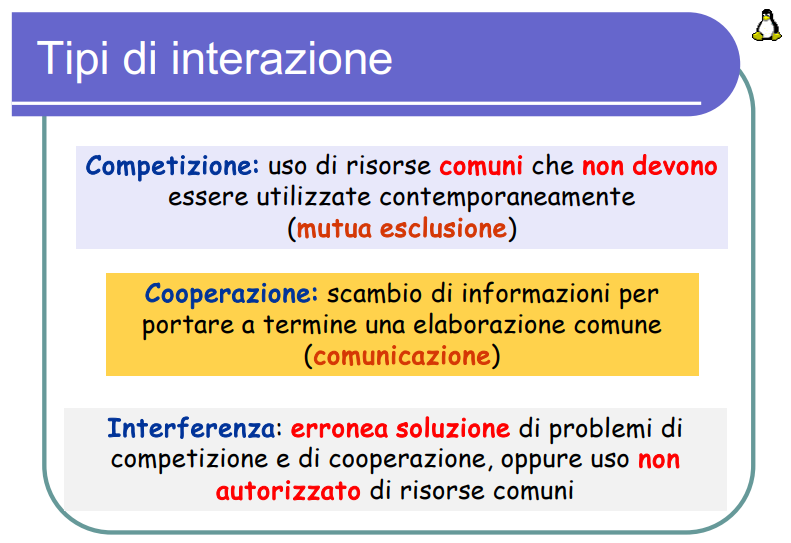 Tipi di interazione
Competizione: uso di risorse comuni che non devono
essere utilizzate contemporaneamente
(mutua esclusione)
Cooperazione: scambio di informazioni per
portare a termine una elaborazione comune
(comunicazione)
Interferenza: erronea soluzione di problemi di
competizione e di cooperazione, oppure uso non
autorizzato di risorse comuni